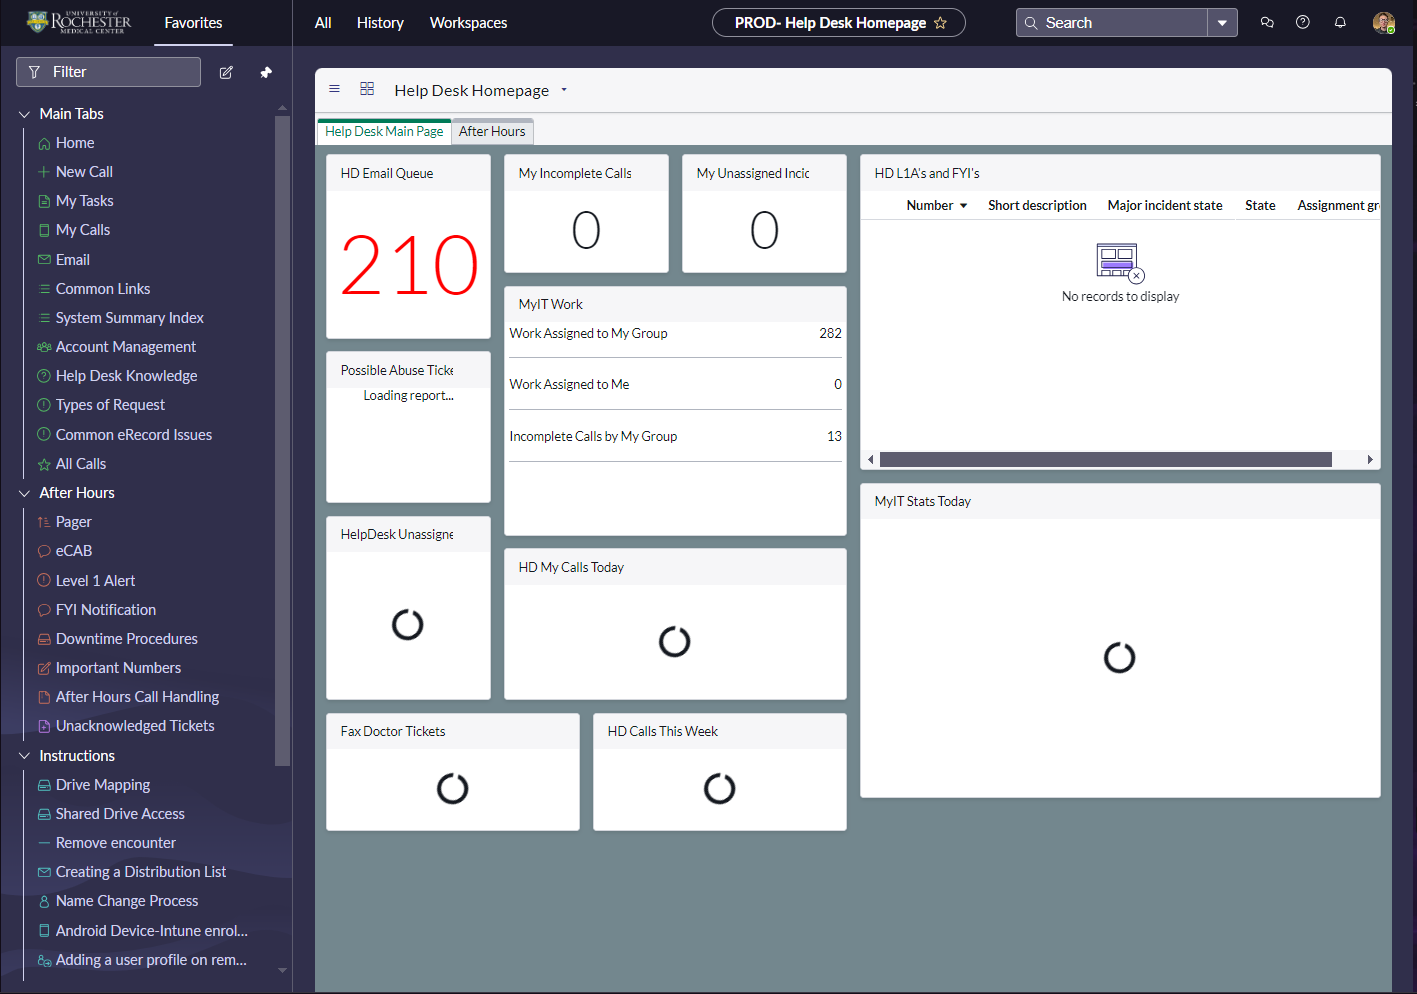 UNIVERSITY of
ROCHESTER
MEDICAL CENTER
Favorites
All
History
Workspaces
PROD- Help Desk Homepage
Search
Filter
Main Tabs
Home
New Call
My Tasks
My Calls
Email
Common Links
System Summary Index
Account Management
Help Desk Knowledge
Types of Request
Common eRecord Issues
All Calls
After Hours
Pager
eCAB
Level 1 Alert
FYI Notification
Downtime Procedures
Important Numbers
After Hours Call Handling
Unacknowledged Tickets
Instructions
Drive Mapping
Shared Drive Access
Remove encounter
Creating a Distribution List
Name Change Process
Android Device-Intune enrol...
Adding a user profile on rem...
Help Desk Homepage
Help Desk Main Page
After Hours
HD Email Queue
210
My Incomplete Calls
0
My Unassigned Incic
0
HD L1A's and FYI's
Number Short description Major incident state State Assignment gr
No records to display
MyIT Work
Work Assigned to My Group 282
Work Assigned to Me 0
Incomplete Calls by My Group 13
Possible Abuse Ticke
Loading report...
HelpDesk Unassigne
HD My Calls Today
MyIT Stats Today
Fax Doctor Tickets
HD Calls This Week